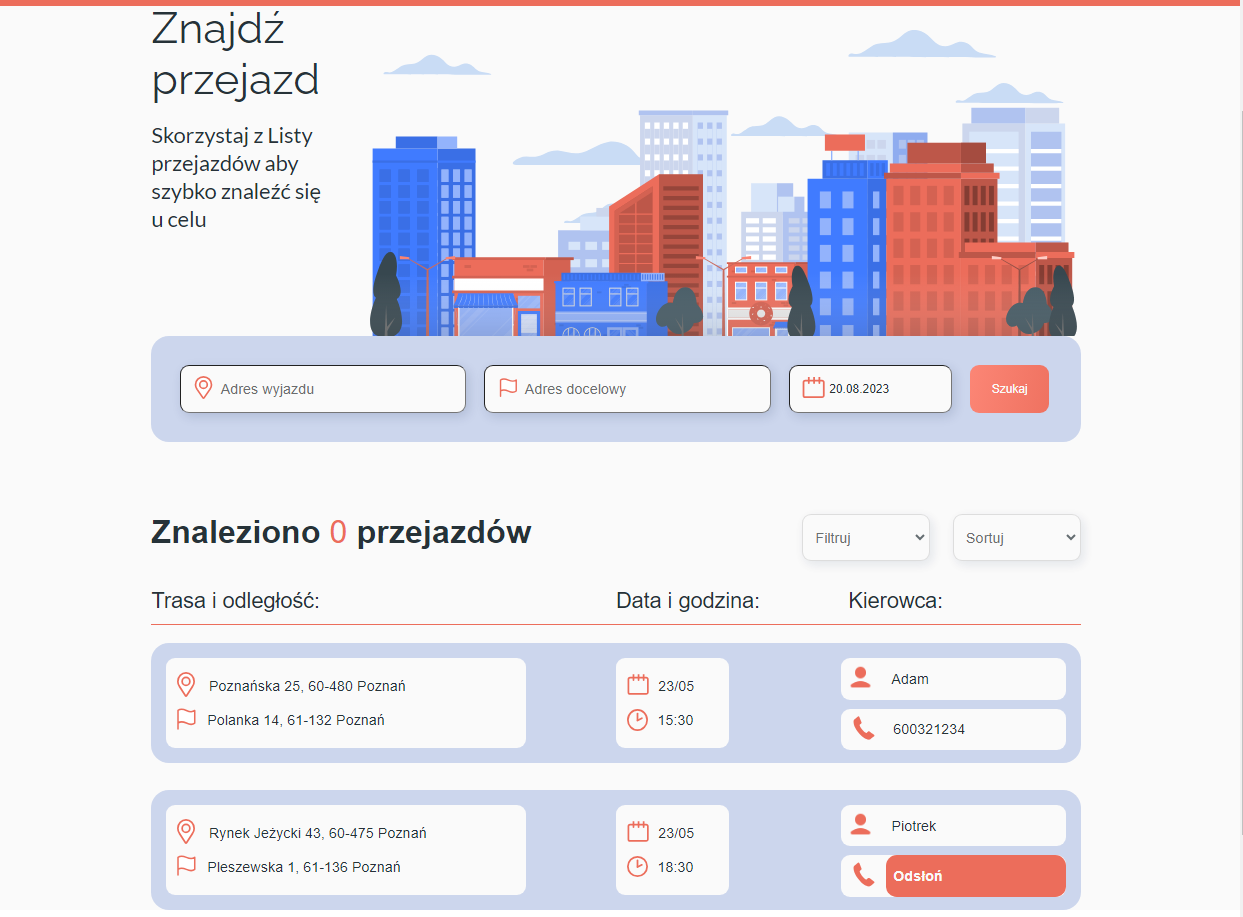 Znajdź
przejazd
Skorzystaj z Listy
przejazdów aby
szybko znaleźć się
u celu
Adres wyjazdu
Adres docelowy
20.08.2023
Szukaj
Znaleziono 0 przejazdów
Filtruj
Sortuj
Trasa i odległość:
Data i godzina:
Kierowca:
Poznańska 25, 60-480 Poznań
Polanka 14, 61-132 Poznań
23/05
15:30
Adam
600321234
Rynek Jeżycki 43, 60-475 Poznań
Pleszewska 1, 61-136 Poznań
23/05
18:30
Piotrek
Odsłoń